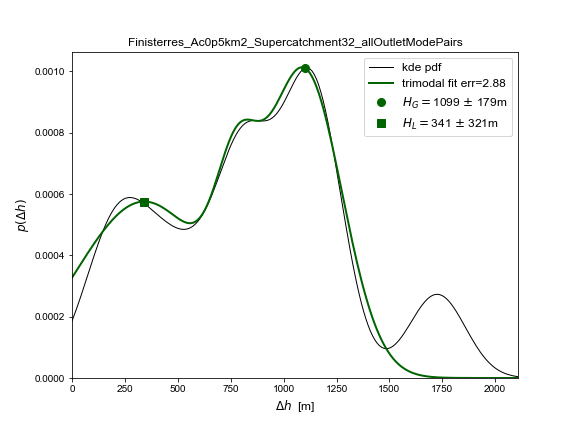 Finisterres_Ac0p5km2_Supercatchment32_allOutletModePairs
kde pdf
trimodal fit err=2.88
H_G = 1099 ± 179m
H_L = 341 ± 321m
p(Δh)
0.0010
0.0008
0.0006
0.0004
0.0002
0.0000
0 250 500 750 1000 1250 1500 1750 2000
Δh [m]